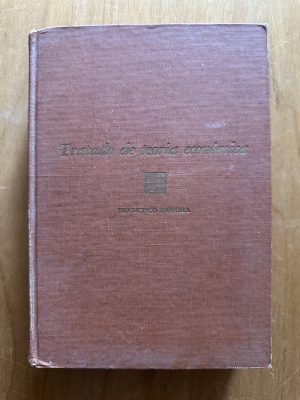 Tratado de teoría económica
FRANCISCO ZAMORA